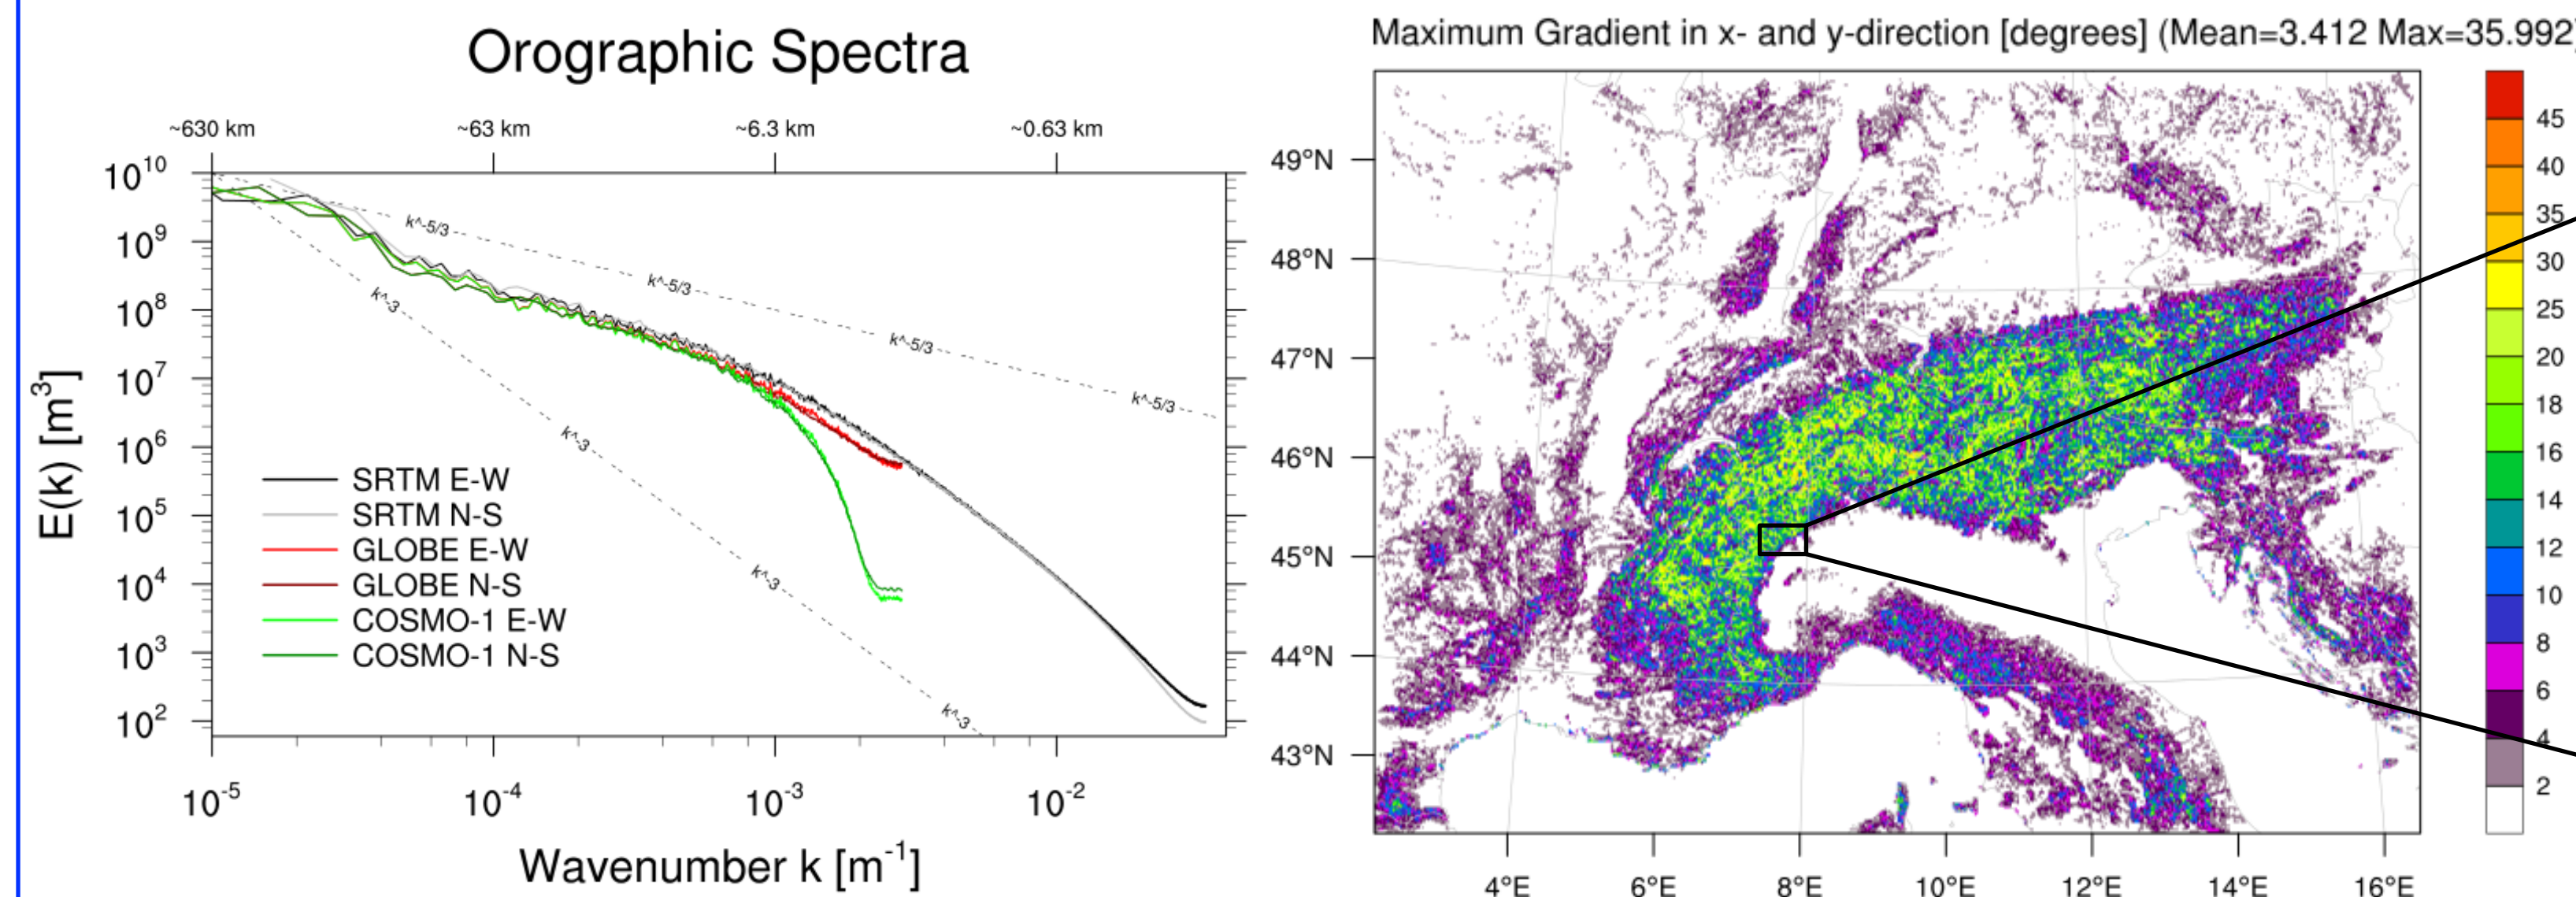 Orographic Spectra
~630 km ~63 km ~6.3 km ~0.63 km
10^10
10^9
10^8
10^7
10^6
10^5
10^4
10^3
10^2
E(k) [m^3]
k^-5/3
k^-5/3
k^-5/3
k^-5/3
k^-3
k^-3
k^-3
k^-3
SRTM E-W
SRTM N-S
GLOBE E-W
GLOBE N-S
COSMO-1 E-W
COSMO-1 N-S
10^-5 10^-4 10^-3 10^-2
Wavenumber k [m^-1]
Maximum Gradient in x- and y-direction [degrees] (Mean=3.412 Max=35.992)
49°N
48°N
47°N
46°N
45°N
44°N
43°N
4°E 6°E 8°E 10°E 12°E 14°E 16°E
45
40
35
30
25
20
18
16
14
12
10
8
6
4
2